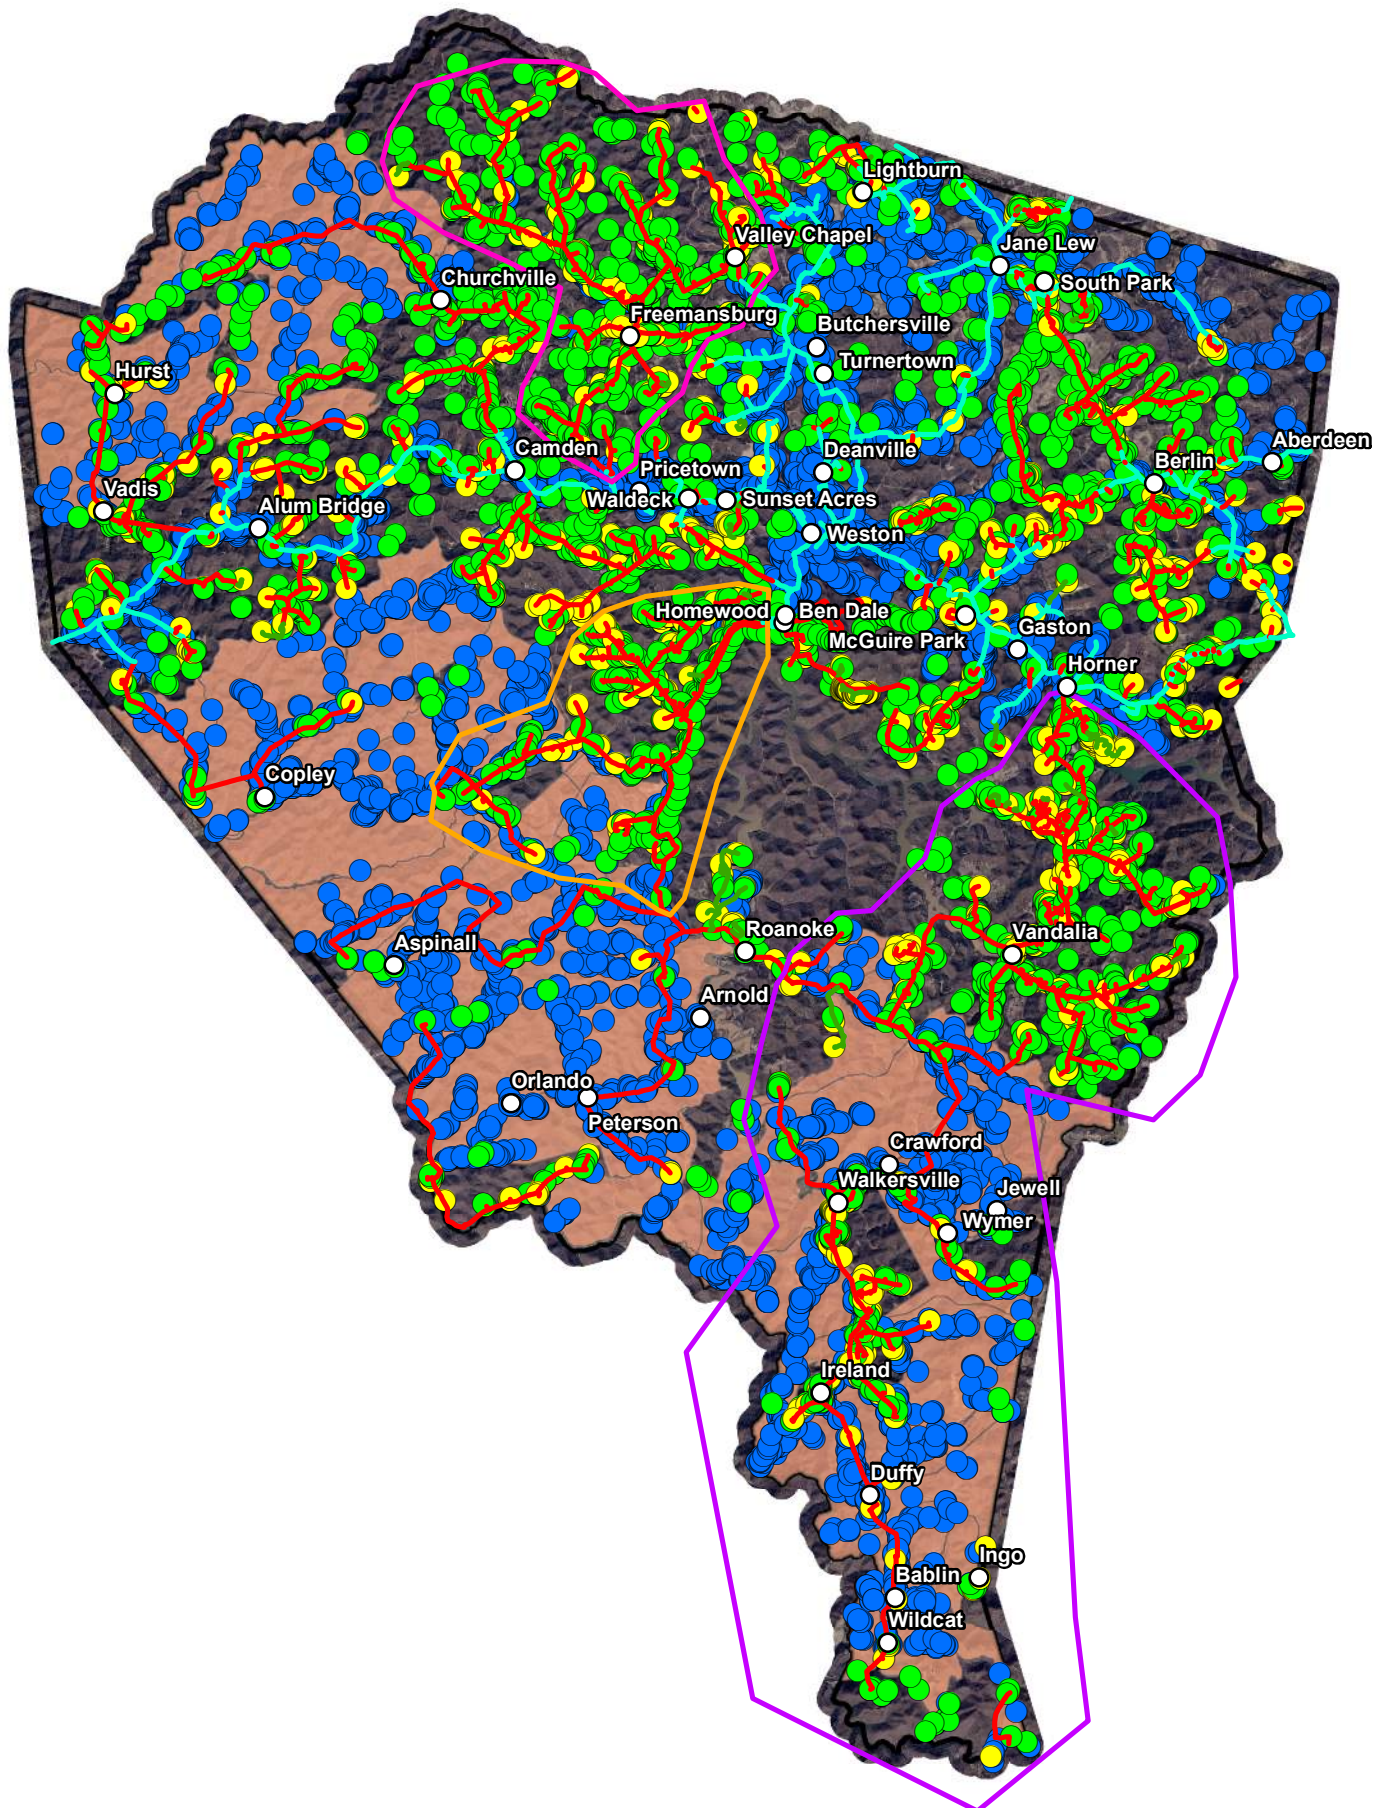 Lightburn
Valley Chapel
Jane Lew
Churchville
South Park
Freemansburg
Butchersville
Turnertown
Hurst
Aberdeen
Camden
Deanville
Berlin
Pricetown
Vadis
Waldeck
Sunset Acres
Alum Bridge
Weston
Homewood
Ben Dale
McGuire Park
Gaston
Horner
Copley
Roanoke
Vandalia
Aspinall
Arnold
Orlando
Peterson
Crawford
Walkersville
Jewell
Wymer
Ireland
Duffy
Ingo
Bablin
Wildcat